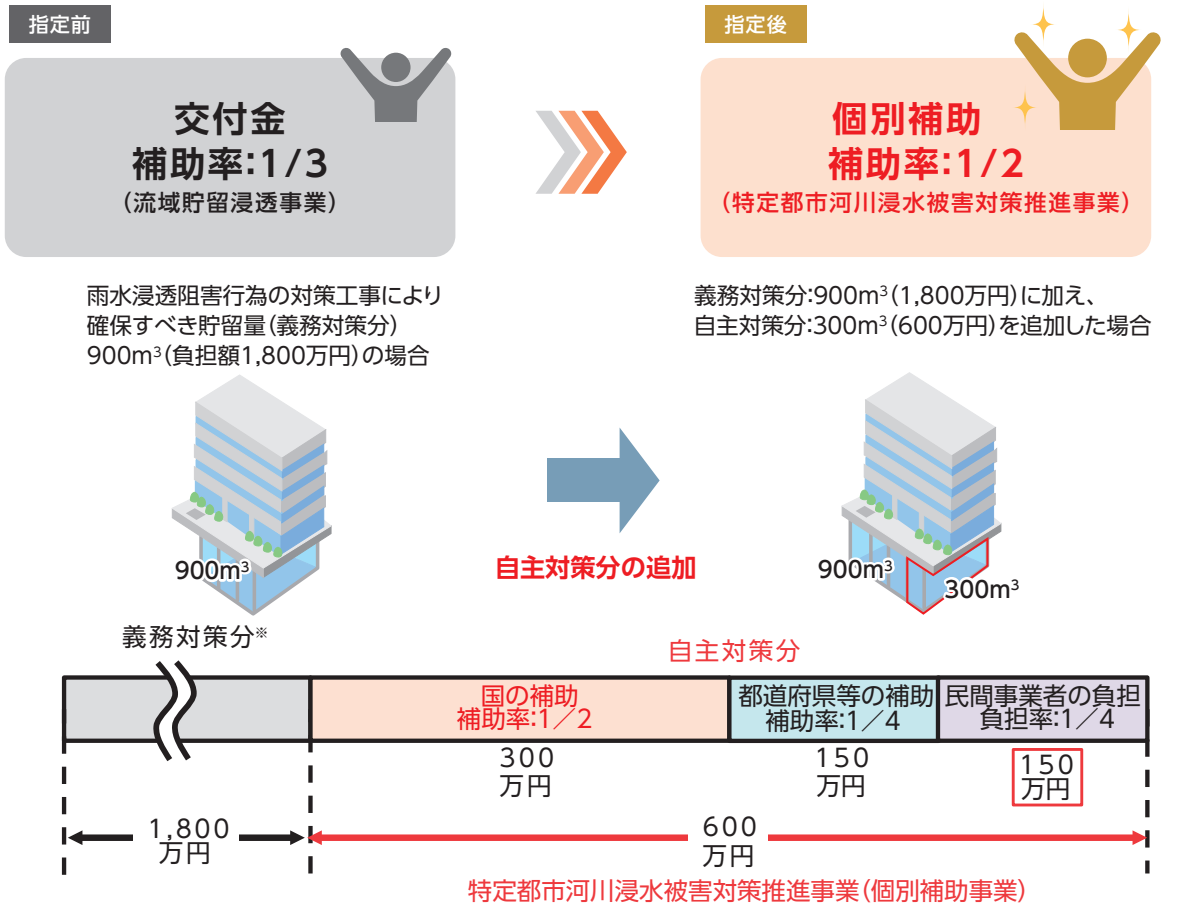 指定前
交付金
補助率:1/3
(流域貯留浸透事業)
指定後
個別補助
補助率:1/2
(特定都市河川浸水被害対策推進事業)
雨水浸透阻害行為の対策工事により
確保すべき貯留量(義務対策分)
900m³(負担額1,800万円)の場合
義務対策分:900m³(1,800万円)に加え、
自主対策分:300m³(600万円)を追加した場合
900m³
自主対策分の追加
900m³
300m³
義務対策分※
自主対策分
国の補助
補助率:1/2
都道府県等の補助
補助率:1/4
民間事業者の負担
負担率:1/4
300
万円
150
万円
150
万円
1,800
万円
600
万円
特定都市河川浸水被害対策推進事業(個別補助事業)